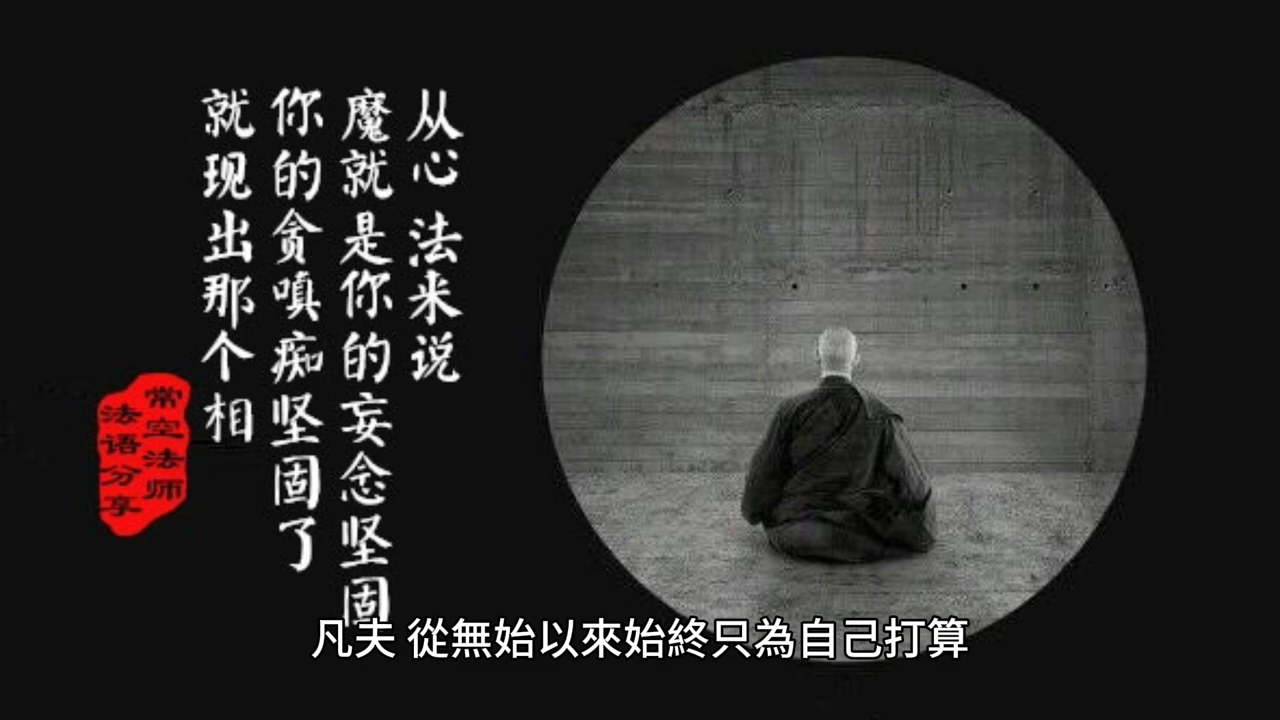 从心法来说
魔就是你的妄念坚固
你的贪嗔痴坚固了
就现出那个相
常空法师
法语分享
凡夫 從無始以來始終只為自己打算